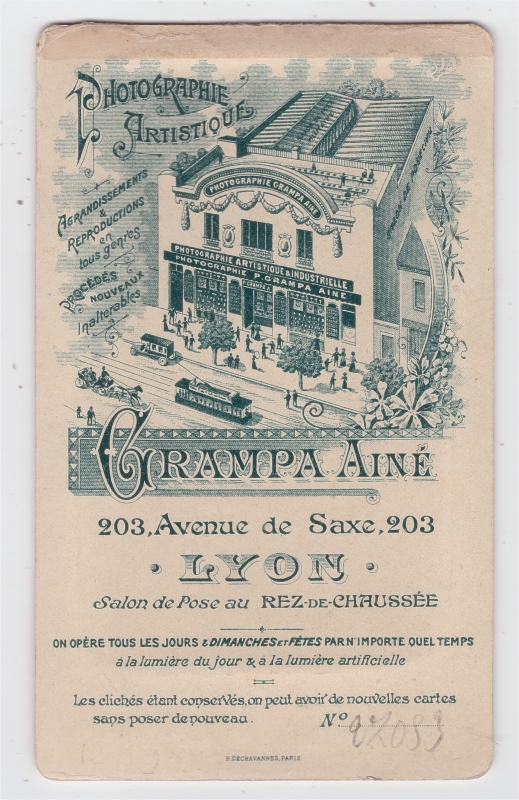 PHOTOGRAPHIE
ARTISTIQUE
AGRANDISSEMENTS
&
REPRODUCTIONS
en
tous genres
PROCÉDÉS
NOUVEAUX
Inaltérables
PHOTOGRAPHIE GRAMPA AINÉ
PHOTOGRAPHIE ARTISTIQUE & INDUSTRIELLE
PHOTOGRAPHIE P. GRAMPA AINÉ
GRAMPA AINÉ
203, Avenue de Saxe, 203
LYON
Salon de Pose au REZ-DE-CHAUSSÉE
ON OPÈRE TOUS LES JOURS & DIMANCHES ET FÊTES PAR N'IMPORTE QUEL TEMPS
à la lumière du jour & à la lumière artificielle
Les clichés étant conservés, on peut avoir de nouvelles cartes
sans poser de nouveau. No